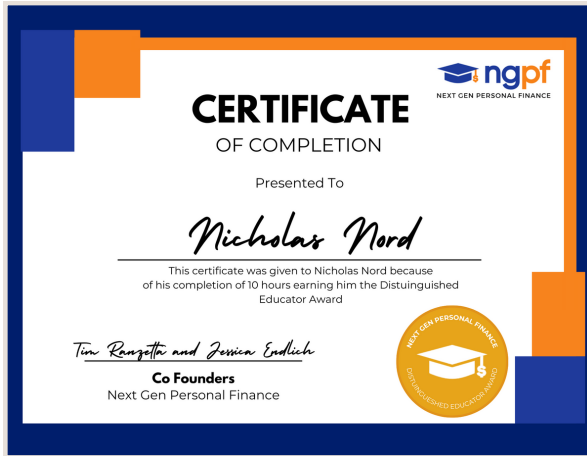 ngpf
NEXT GEN PERSONAL FINANCE
CERTIFICATE
OF COMPLETION
Presented To
Nicholas Nord
This certificate was given to Nicholas Nord because
of his completion of 10 hours earning him the Distuinguished
Educator Award
Tim Ranzetta and Jessica Endlich
Co Founders
Next Gen Personal Finance
NEXT GEN PERSONAL FINANCE
$
DISTUINGUESHED EDUCATOR AWARD